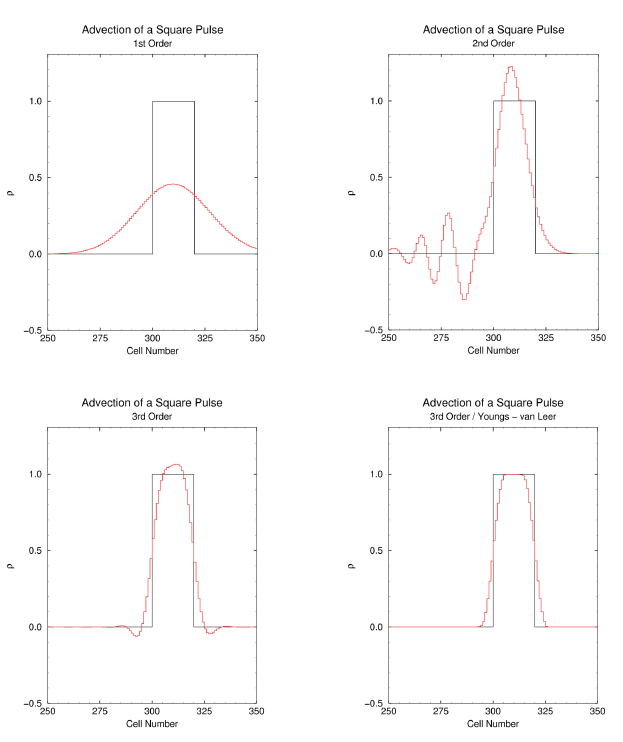 Advection of a Square Pulse
1st Order
1.0
0.5
0.0
−0.5
ρ
250 275 300 325 350
Cell Number
Advection of a Square Pulse
2nd Order
1.0
0.5
0.0
−0.5
ρ
250 275 300 325 350
Cell Number
Advection of a Square Pulse
3rd Order
1.0
0.5
0.0
−0.5
ρ
250 275 300 325 350
Cell Number
Advection of a Square Pulse
3rd Order / Youngs − van Leer
1.0
0.5
0.0
−0.5
ρ
250 275 300 325 350
Cell Number